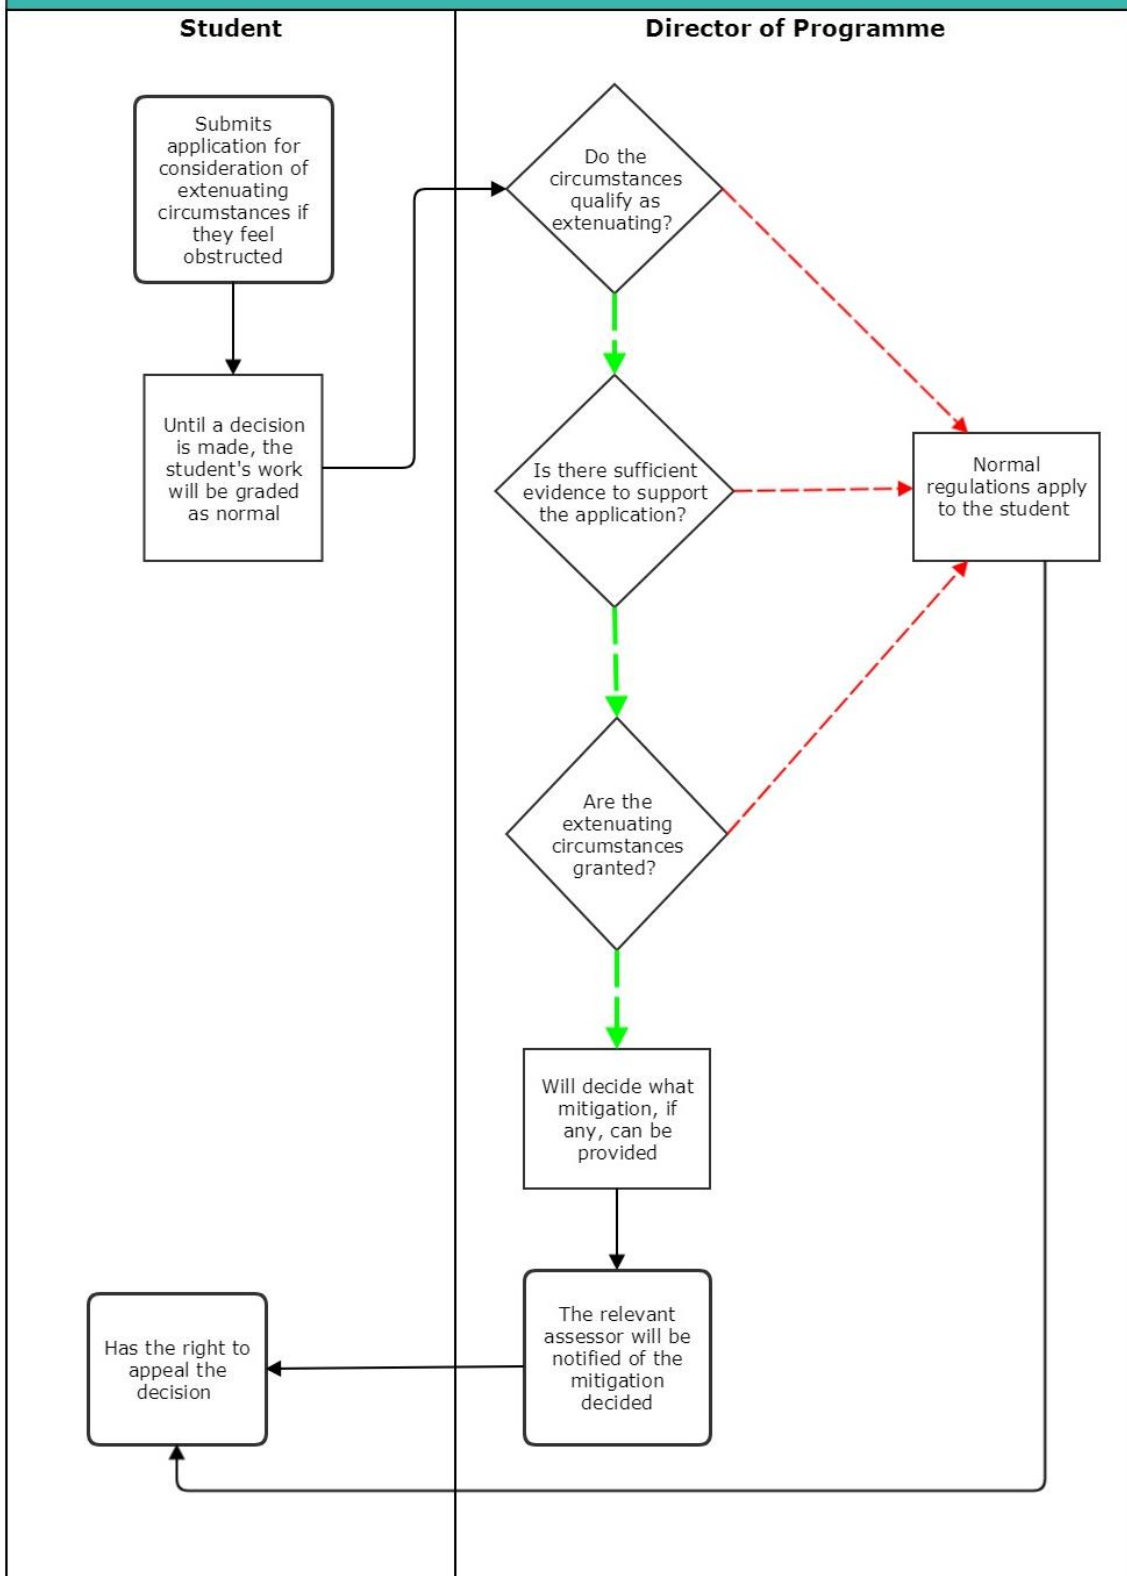 Student
Director of Programme
Submits
application for
consideration of
extenuating
circumstances if
they feel
obstructed
Do the
circumstances
qualify as
extenuating?
Until a decision
is made, the
student's work
will be graded
as normal
Is there sufficient
evidence to support
the application?
Normal
regulations apply
to the student
Are the
extenuating
circumstances
granted?
Will decide what
mitigation, if
any, can be
provided
The relevant
assessor will be
notified of the
mitigation
decided
Has the right to
appeal the
decision